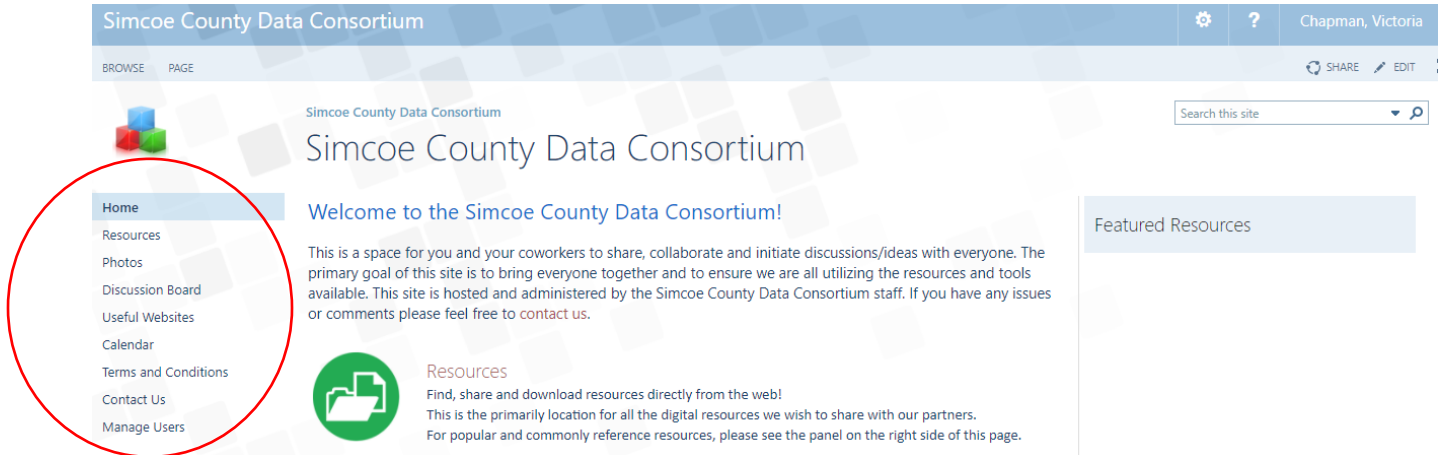 Simcoe County Data Consortium
? Chapman, Victoria
BROWSE PAGE
SHARE EDIT
Simcoe County Data Consortium
Search this site
Simcoe County Data Consortium
Home
Resources
Photos
Discussion Board
Useful Websites
Calendar
Terms and Conditions
Contact Us
Manage Users
Welcome to the Simcoe County Data Consortium!
This is a space for you and your coworkers to share, collaborate and initiate discussions/ideas with everyone. The
primary goal of this site is to bring everyone together and to ensure we are all utilizing the resources and tools
available. This site is hosted and administered by the Simcoe County Data Consortium staff. If you have any issues
or comments please feel free to contact us.
Resources
Find, share and download resources directly from the web!
This is the primarily location for all the digital resources we wish to share with our partners.
For popular and commonly reference resources, please see the panel on the right side of this page.
Featured Resources